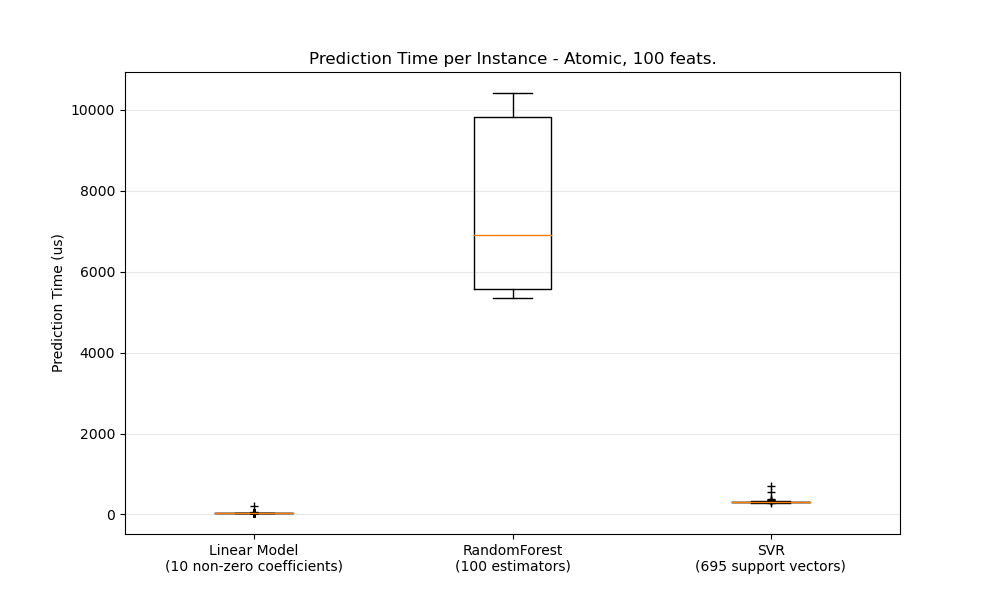 Prediction Time per Instance - Atomic, 100 feats.
Prediction Time (us)
10000
8000
6000
4000
2000
0
Linear Model
(10 non-zero coefficients)
RandomForest
(100 estimators)
SVR
(695 support vectors)